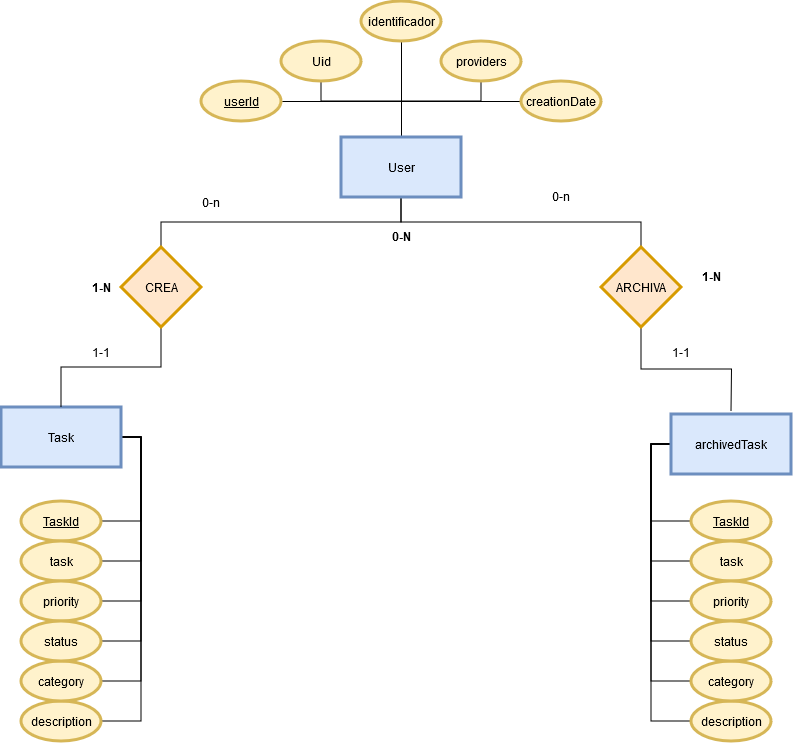 identificador
Uid
providers
userId
creationDate
User
0-n
0-n
0-N
1-N
CREA
ARCHIVA
1-N
1-1
1-1
Task
archivedTask
TaskId
task
priority
status
category
description
TaskId
task
priority
status
category
description